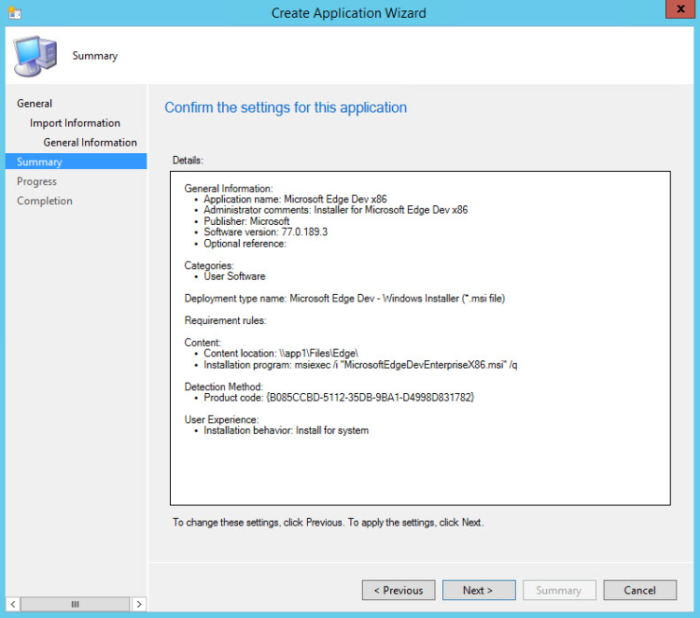 Create Application Wizard
x
Summary
General
Import Information
General Information
Summary
Progress
Completion
Confirm the settings for this application
Details:
General Information:
• Application name: Microsoft Edge Dev x86
• Administrator comments: Installer for Microsoft Edge Dev x86
• Publisher: Microsoft
• Software version: 77.0.189.3
• Optional reference:
Categories:
• User Software
Deployment type name: Microsoft Edge Dev - Windows Installer (*.msi file)
Requirement rules:
Content:
• Content location: \\app1\Files\Edge\
• Installation program: msiexec /i "MicrosoftEdgeDevEnterpriseX86.msi" /q
Detection Method:
• Product code: {B085CCBD-5112-35DB-9BA1-D4998D831782}
User Experience:
• Installation behavior: Install for system
To change these settings, click Previous. To apply the settings, click Next.
< Previous
Next >
Summary
Cancel